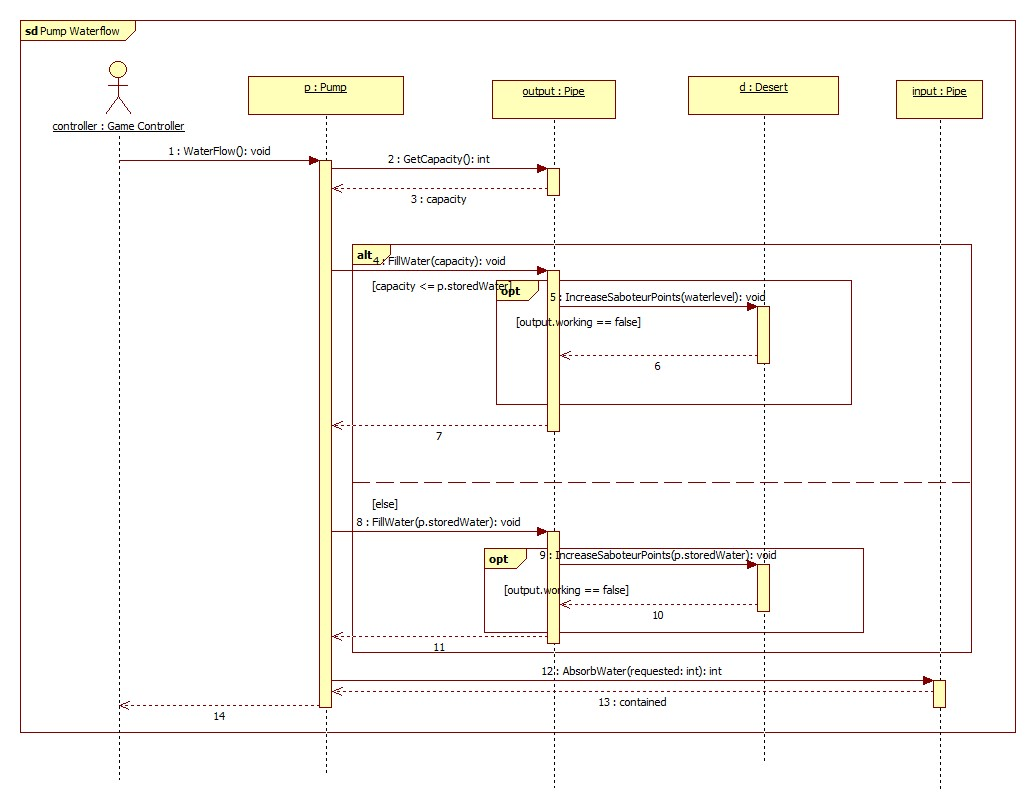 sd Pump Waterflow
controller : Game Controller
p : Pump
output : Pipe
d : Desert
input : Pipe
1 : WaterFlow(): void
2 : GetCapacity(): int
3 : capacity
alt
4 : FillWater(capacity): void
[capacity <= p.storedWater]
opt
5 : IncreaseSaboteurPoints(waterlevel): void
[output.working == false]
6
7
[else]
8 : FillWater(p.storedWater): void
opt
9 : IncreaseSaboteurPoints(p.storedWater): void
[output.working == false]
10
11
12 : AbsorbWater(requested: int): int
13 : contained
14